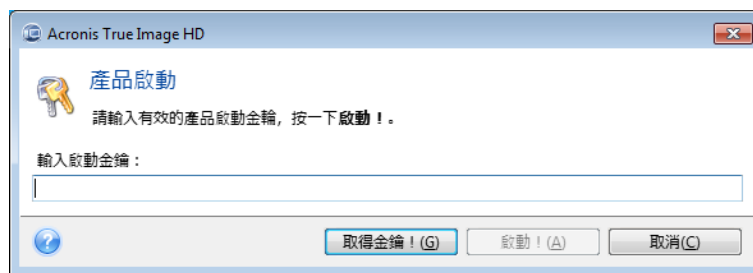 Acronis True Image HD
產品啟動
請輸入有效的產品啟動金鑰，按一下啟動！。
輸入啟動金鑰：
取得金鑰！(G) 啟動！(A) 取消(C)